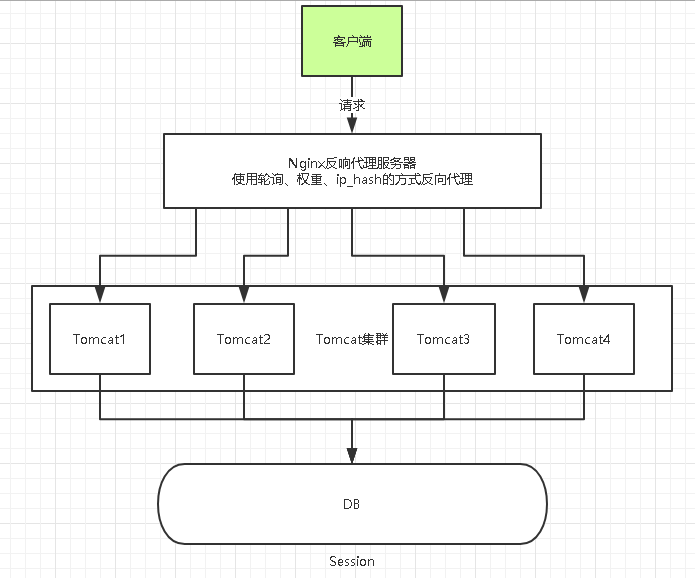 客户端
请求
Nginx反响代理服务器
使用轮询、权重、ip_hash的方式反向代理
Tomcat1
Tomcat2
Tomcat集群
Tomcat3
Tomcat4
DB
Session